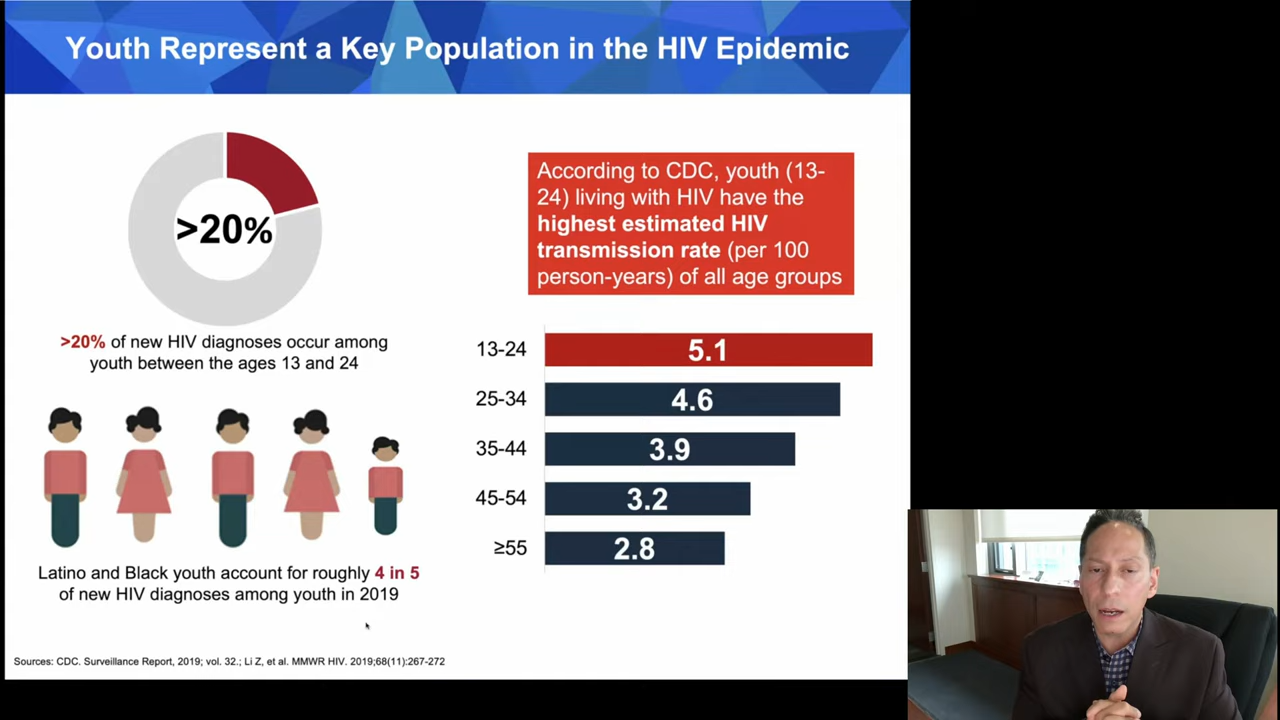 Youth Represent a Key Population in the HIV Epidemic
>20%
>20% of new HIV diagnoses occur among
youth between the ages 13 and 24
Latino and Black youth account for roughly 4 in 5
of new HIV diagnoses among youth in 2019
According to CDC, youth (13-
24) living with HIV have the
highest estimated HIV
transmission rate (per 100
person-years) of all age groups
13-24 5.1
25-34 4.6
35-44 3.9
45-54 3.2
≥55 2.8
Sources: CDC. Surveillance Report, 2019; vol. 32.; Li Z, et al. MMWR HIV. 2019;68(11):267-272